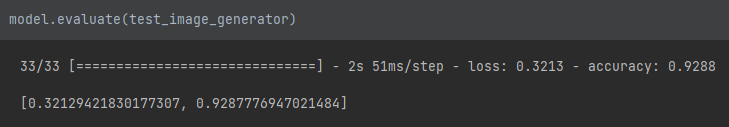 model.evaluate(test_image_generator)
33/33 [==============================] - 2s 51ms/step - loss: 0.3213 - accuracy: 0.9288
[0.32129421830177307, 0.9287776947021484]